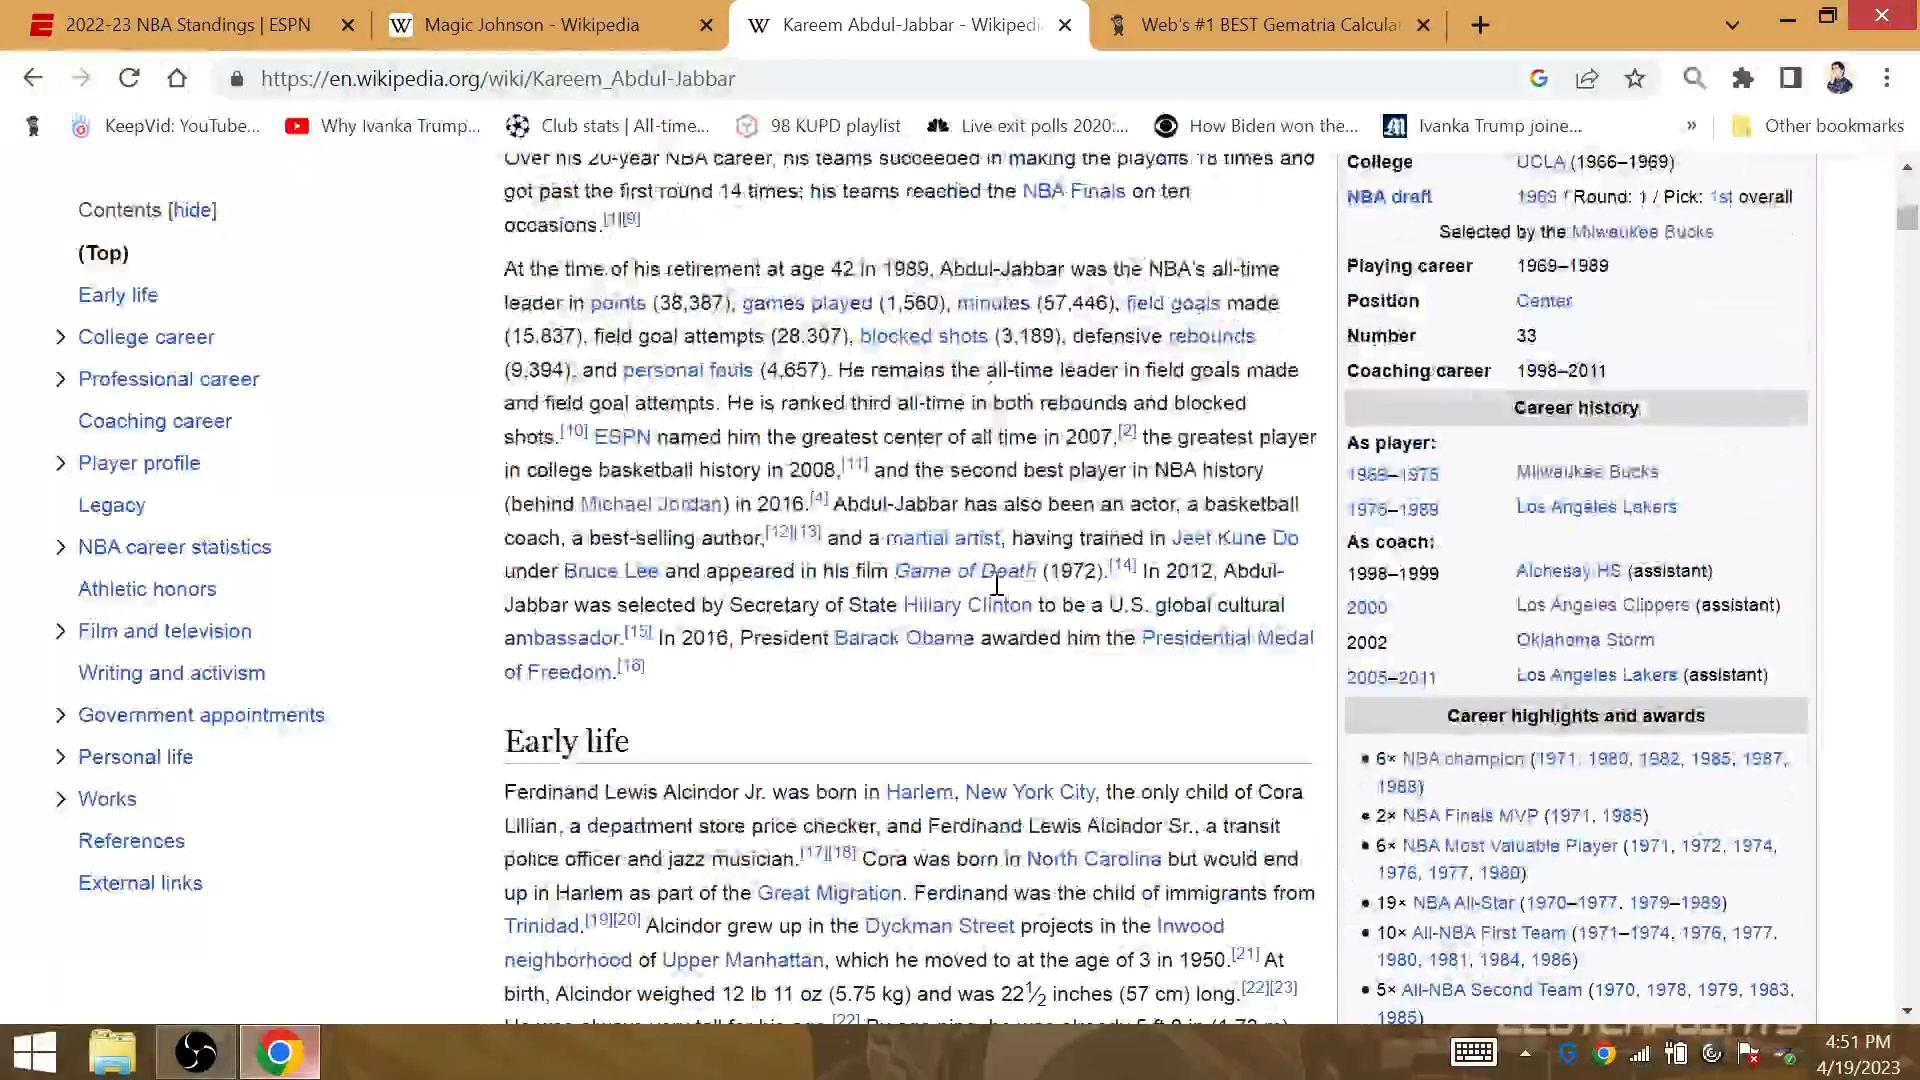 2022-23 NBA Standings | ESPN
Magic Johnson - Wikipedia
Kareem Abdul-Jabbar - Wikipedi
Web's #1 BEST Gematria Calcula
https://en.wikipedia.org/wiki/Kareem_Abdul-Jabbar
KeepVid: YouTube...
Why Ivanka Trump...
Club stats | All-time...
98 KUPD playlist
Live exit polls 2020:...
How Biden won the...
Ivanka Trump joine...
»
Other bookmarks
Contents [hide]
(Top)
Early life
College career
Professional career
Coaching career
Player profile
Legacy
NBA career statistics
Athletic honors
Film and television
Writing and activism
Government appointments
Personal life
Works
References
External links
Over his 20-year NBA career, his teams succeeded in making the playoffs 18 times and
got past the first round 14 times; his teams reached the NBA Finals on ten
occasions.[1][9]
At the time of his retirement at age 42 in 1989, Abdul-Jabbar was the NBA's all-time
leader in points (38,387), games played (1,560), minutes (57,446), field goals made
(15,837), field goal attempts (28,307), blocked shots (3,189), defensive rebounds
(9,394), and personal fouls (4,657). He remains the all-time leader in field goals made
and field goal attempts. He is ranked third all-time in both rebounds and blocked
shots.[10] ESPN named him the greatest center of all time in 2007,[2] the greatest player
in college basketball history in 2008,[11] and the second best player in NBA history
(behind Michael Jordan) in 2016.[4] Abdul-Jabbar has also been an actor, a basketball
coach, a best-selling author,[12][13] and a martial artist, having trained in Jeet Kune Do
under Bruce Lee and appeared in his film Game of Death (1972).[14] In 2012, Abdul-
Jabbar was selected by Secretary of State Hillary Clinton to be a U.S. global cultural
ambassador.[15] In 2016, President Barack Obama awarded him the Presidential Medal
of Freedom.[16]
Early life
Ferdinand Lewis Alcindor Jr. was born in Harlem, New York City, the only child of Cora
Lillian, a department store price checker, and Ferdinand Lewis Alcindor Sr., a transit
police officer and jazz musician.[17][18] Cora was born in North Carolina but would end
up in Harlem as part of the Great Migration. Ferdinand was the child of immigrants from
Trinidad.[19][20] Alcindor grew up in the Dyckman Street projects in the Inwood
neighborhood of Upper Manhattan, which he moved to at the age of 3 in 1950.[21] At
birth, Alcindor weighed 12 lb 11 oz (5.75 kg) and was 22 1⁄2 inches (57 cm) long.[22][23]
College UCLA (1966–1969)
NBA draft 1969 / Round: 1 / Pick: 1st overall
Selected by the Milwaukee Bucks
Playing career 1969–1989
Position Center
Number 33
Coaching career 1998–2011
Career history
As player:
1969–1975 Milwaukee Bucks
1975–1989 Los Angeles Lakers
As coach:
1998–1999 Alchesay HS (assistant)
2000 Los Angeles Clippers (assistant)
2002 Oklahoma Storm
2005–2011 Los Angeles Lakers (assistant)
Career highlights and awards
• 6× NBA champion (1971, 1980, 1982, 1985, 1987,
1988)
• 2× NBA Finals MVP (1971, 1985)
• 6× NBA Most Valuable Player (1971, 1972, 1974,
1976, 1977, 1980)
• 19× NBA All-Star (1970–1977, 1979–1989)
• 10× All-NBA First Team (1971–1974, 1976, 1977,
1980, 1981, 1984, 1986)
• 5× All-NBA Second Team (1970, 1978, 1979, 1983,
1985)
4:51 PM
4/19/2023